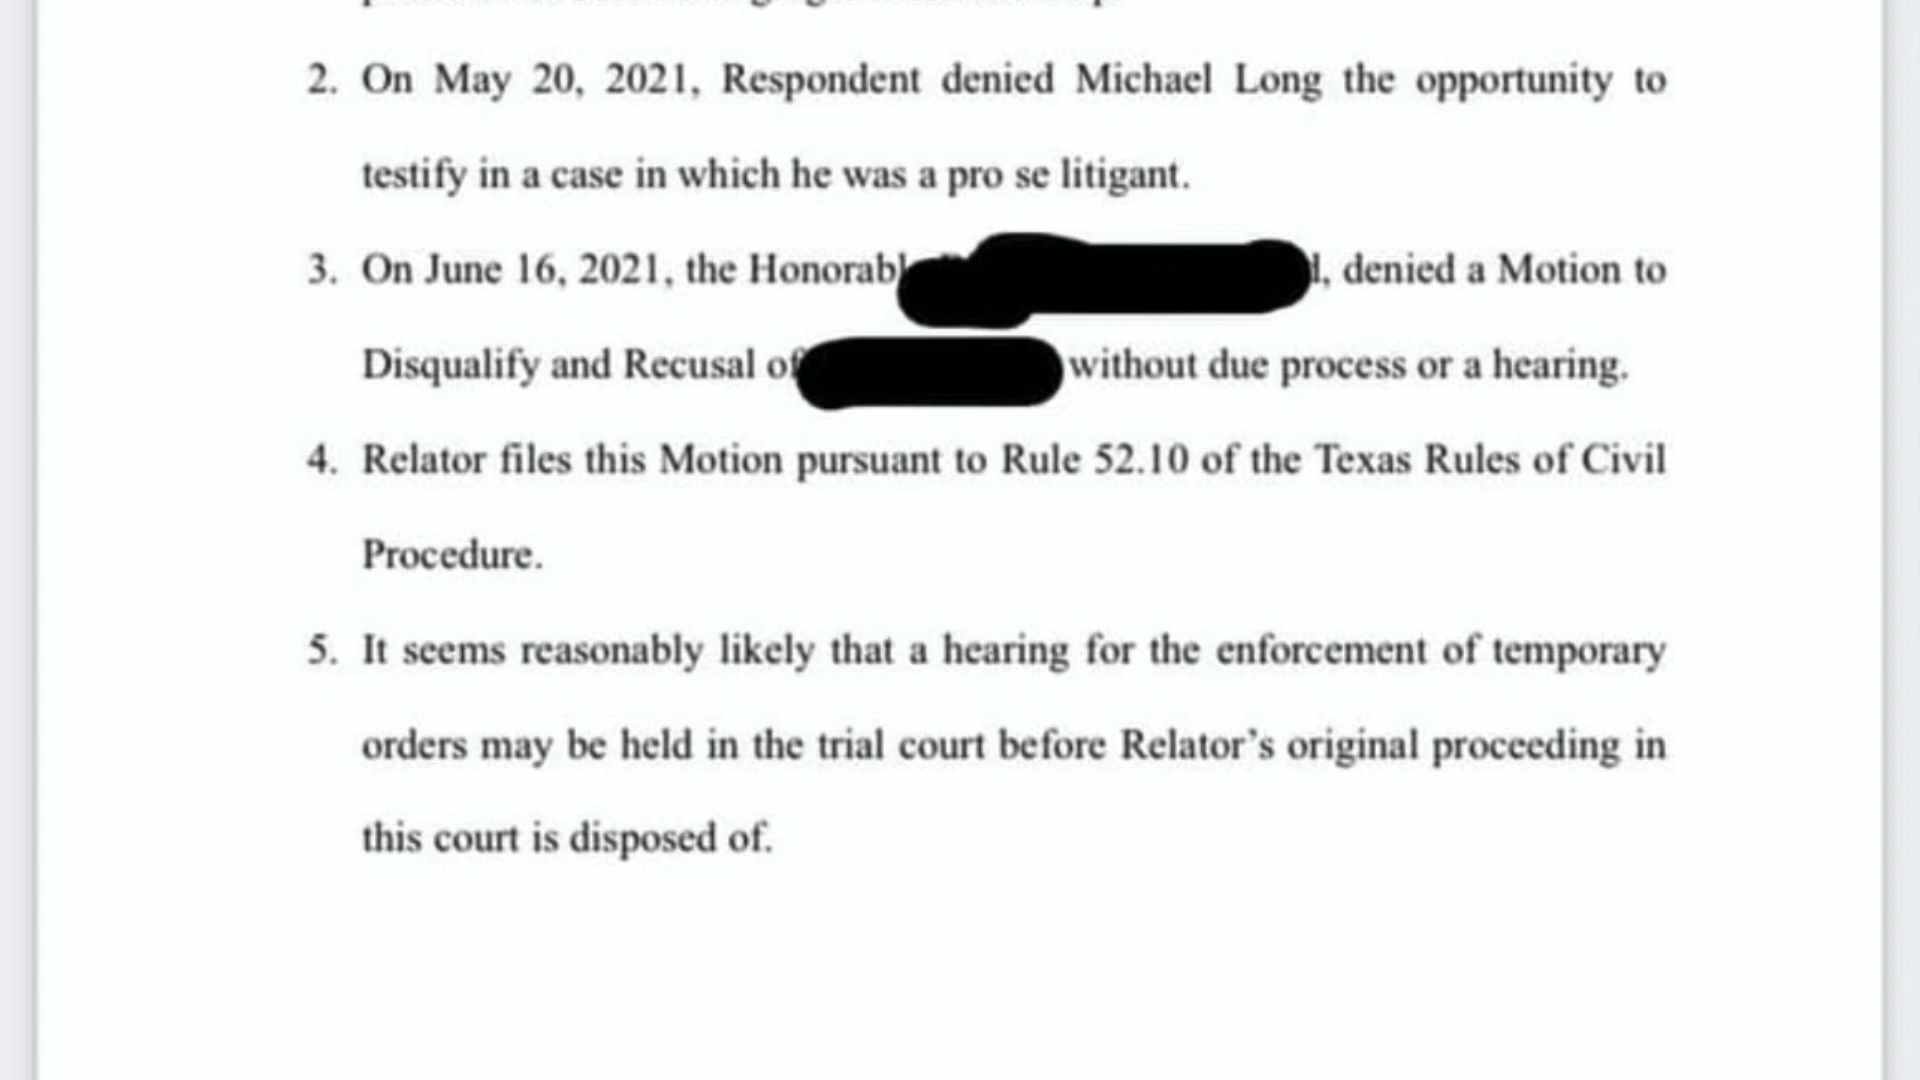 2. On May 20, 2021, Respondent denied Michael Long the opportunity to
testify in a case in which he was a pro se litigant.
3. On June 16, 2021, the Honorabl , denied a Motion to
Disqualify and Recusal of without due process or a hearing.
4. Relator files this Motion pursuant to Rule 52.10 of the Texas Rules of Civil
Procedure.
5. It seems reasonably likely that a hearing for the enforcement of temporary
orders may be held in the trial court before Relator’s original proceeding in
this court is disposed of.